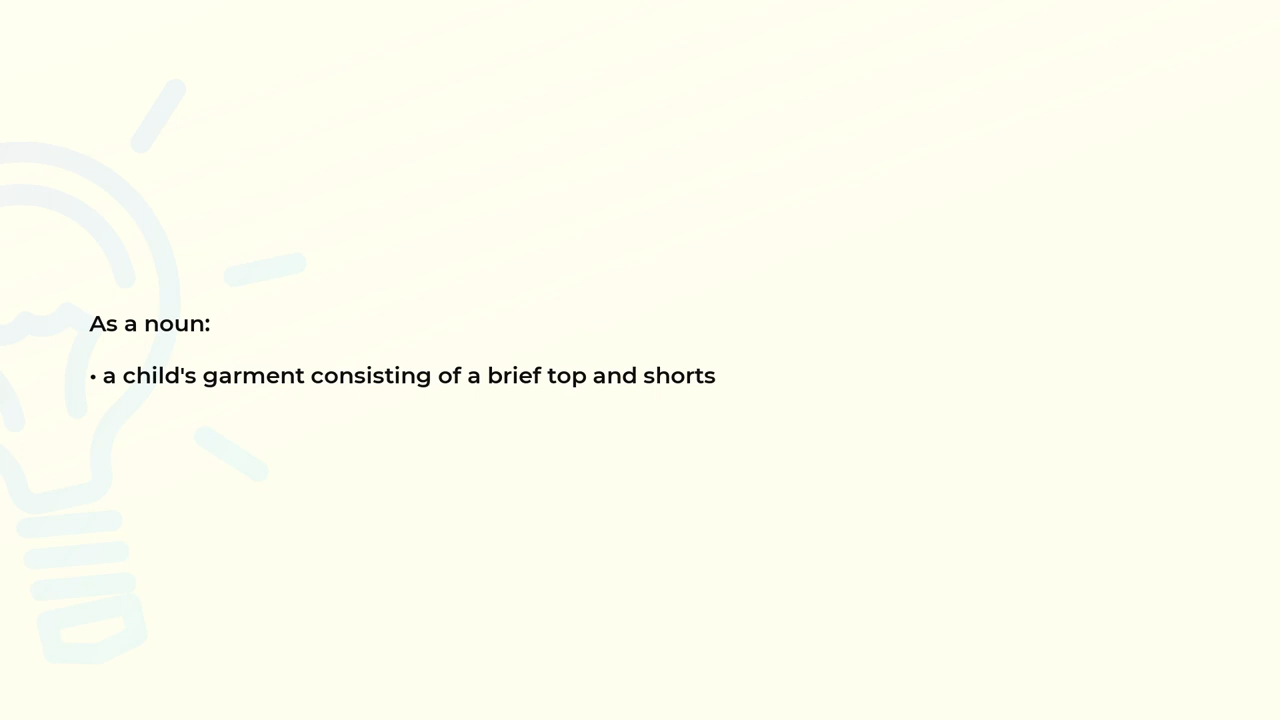 As a noun:
• a child's garment consisting of a brief top and shorts